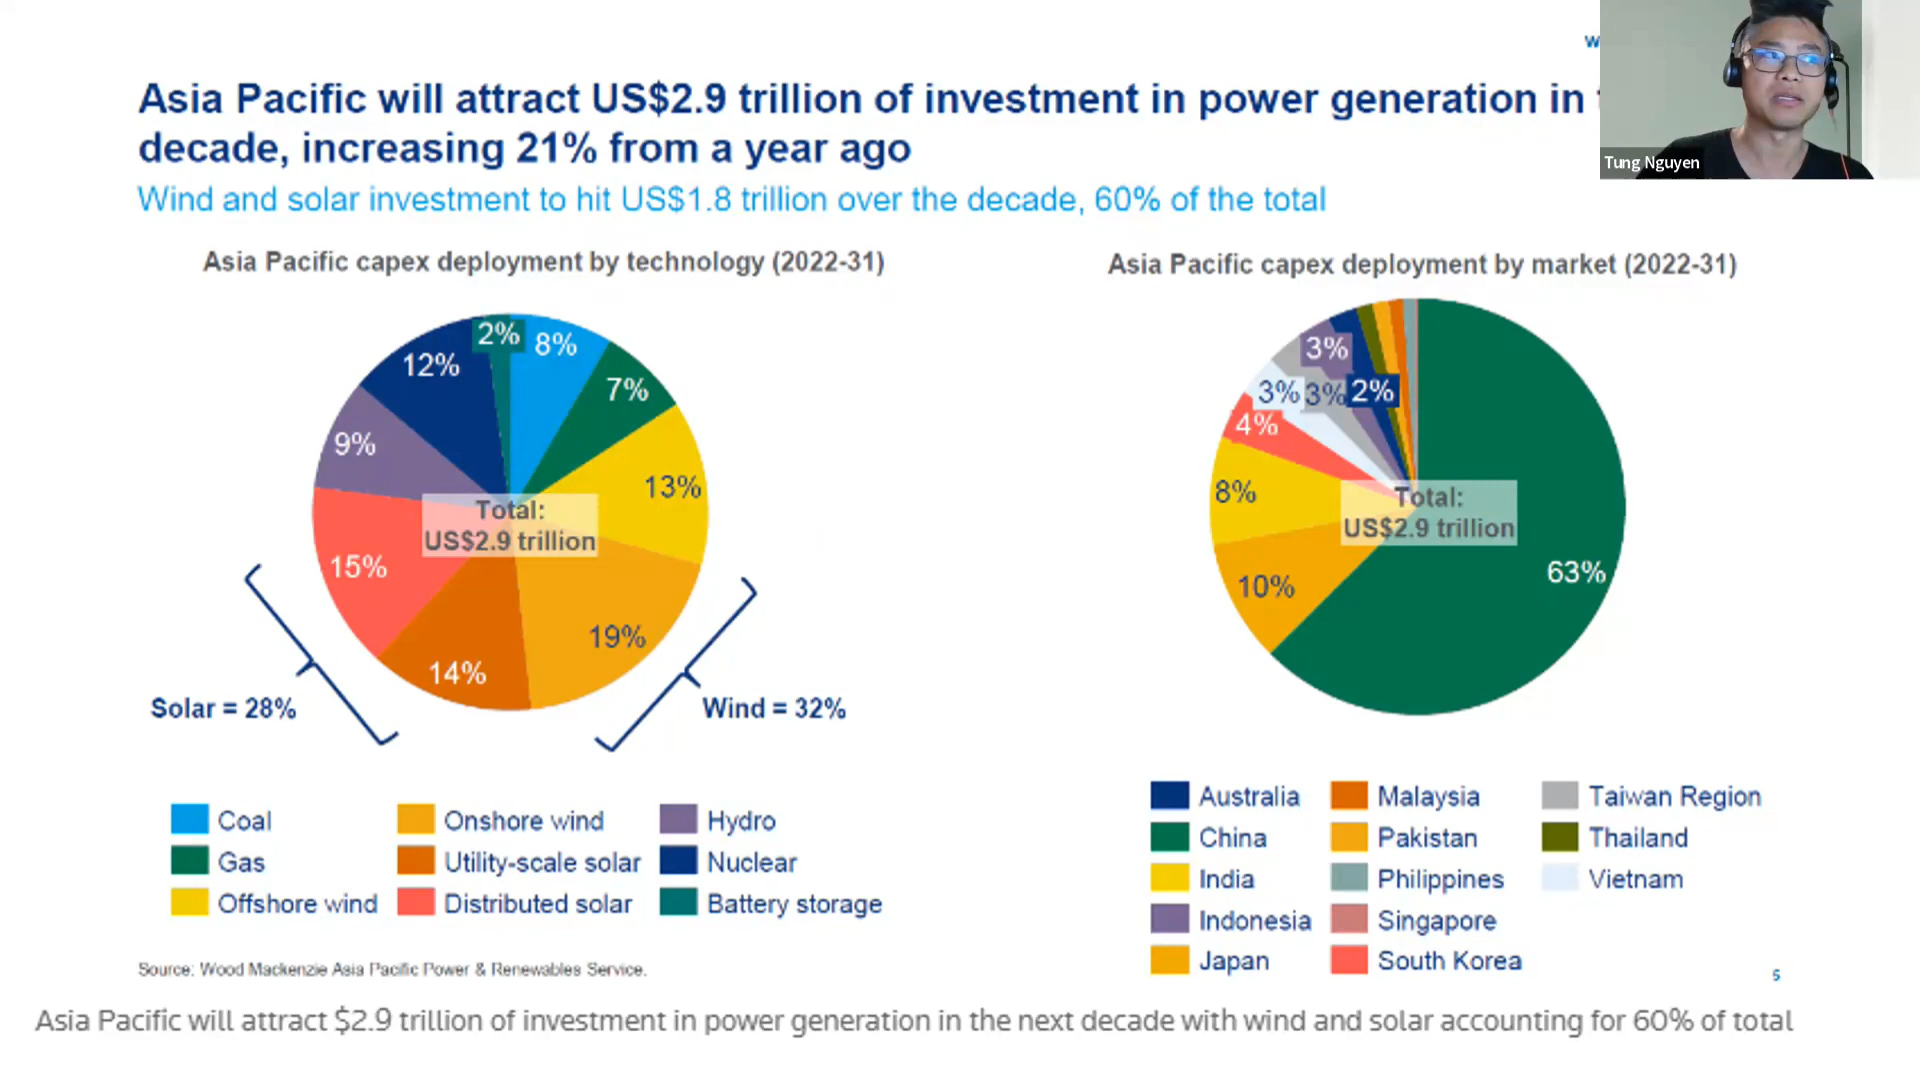 Asia Pacific will attract US$2.9 trillion of investment in power generation in
decade, increasing 21% from a year ago
Tung Nguyen
Wind and solar investment to hit US$1.8 trillion over the decade, 60% of the total
Asia Pacific capex deployment by technology (2022-31)
2%
8%
12%
7%
9%
13%
Total:
US$2.9 trillion
15%
19%
14%
Solar = 28%
Wind = 32%
Coal
Onshore wind
Hydro
Gas
Utility-scale solar
Nuclear
Offshore wind
Distributed solar
Battery storage
Source: Wood Mackenzie Asia Pacific Power & Renewables Service.
Asia Pacific capex deployment by market (2022-31)
3%
3%
3%
2%
4%
8%
Total:
US$2.9 trillion
63%
10%
Australia
Malaysia
Taiwan Region
China
Pakistan
Thailand
India
Philippines
Vietnam
Indonesia
Singapore
Japan
South Korea
5
Asia Pacific will attract $2.9 trillion of investment in power generation in the next decade with wind and solar accounting for 60% of total